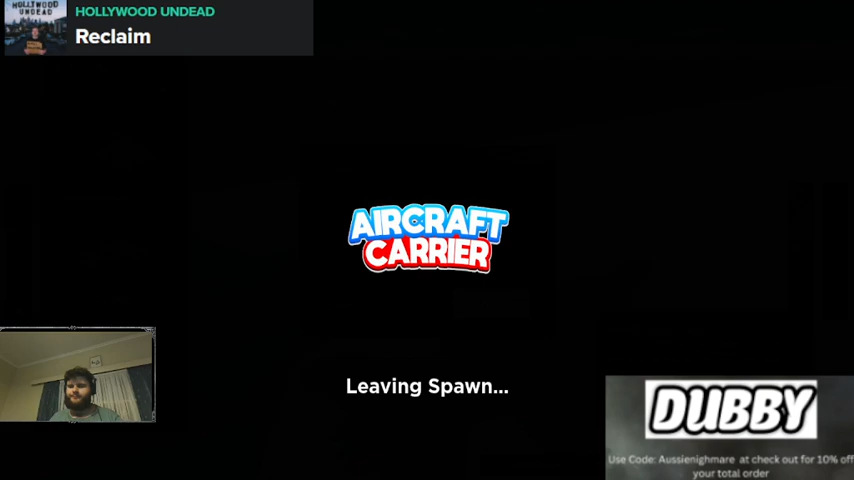 HOLLYWOOD UNDEAD
HOLLYWOOD
UNDEAD
Reclaim
AIRCRAFT
CARRIER
Leaving Spawn...
DUBBY
Use Code: Aussienighmare at check out for 10% off
your total order